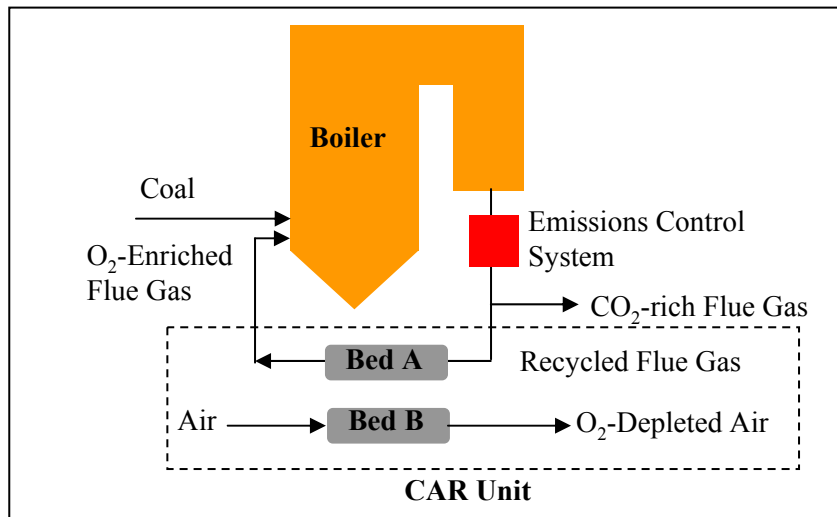 Boiler
Coal
O₂-Enriched
Flue Gas
Emissions Control
System
CO₂-rich Flue Gas
Bed A
Recycled Flue Gas
Air
Bed B
O₂-Depleted Air
CAR Unit